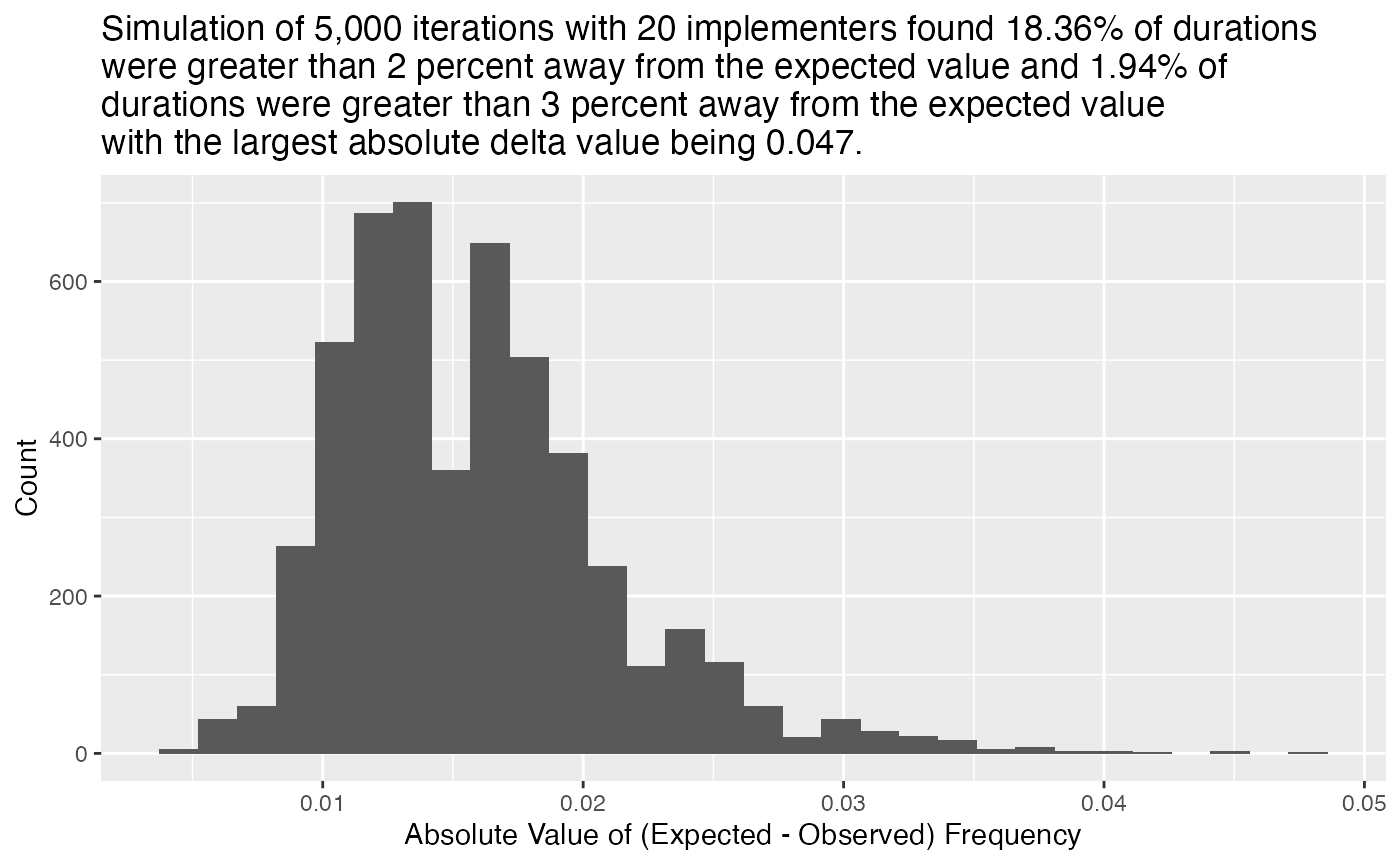 Simulation of 5,000 iterations with 20 implementers found 18.36% of durations
were greater than 2 percent away from the expected value and 1.94% of
durations were greater than 3 percent away from the expected value
with the largest absolute delta value being 0.047.
Count
600
400
200
0
0.01 0.02 0.03 0.04 0.05
Absolute Value of (Expected - Observed) Frequency